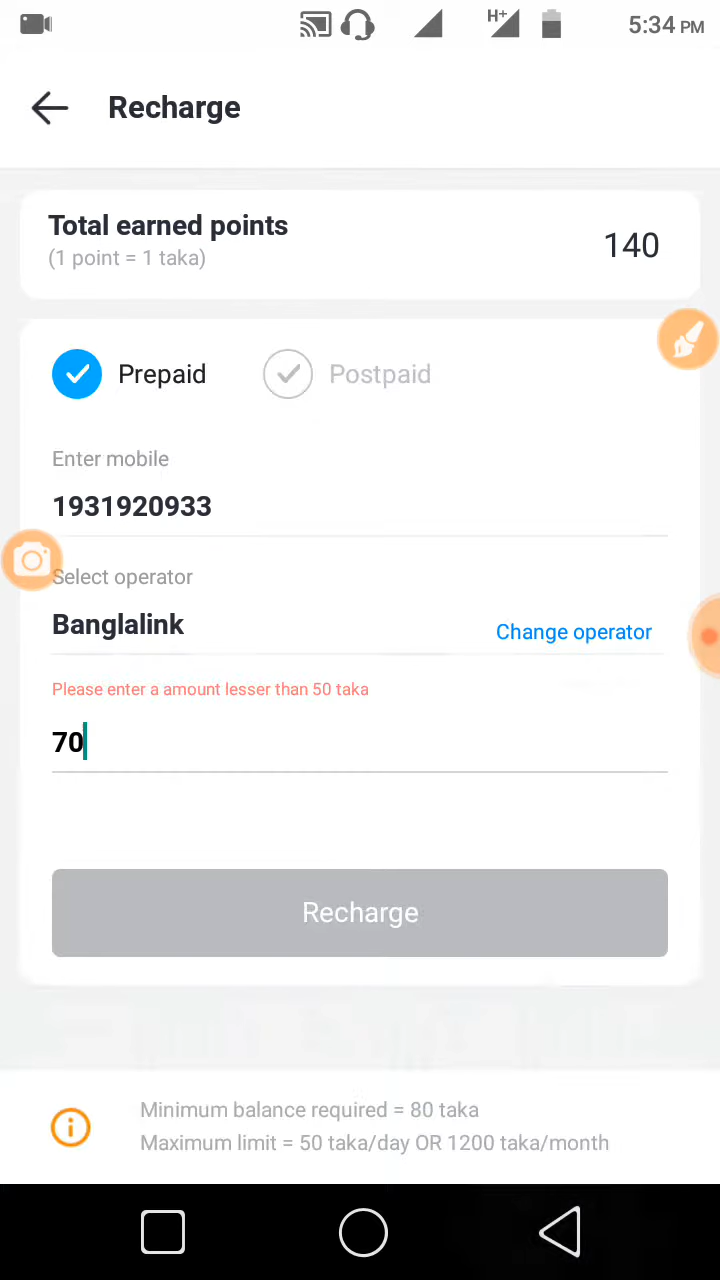 H+ 5:34 PM
Recharge
Total earned points
(1 point = 1 taka)
140
Prepaid
Postpaid
Enter mobile
1931920933
Select operator
Banglalink
Change operator
Please enter a amount lesser than 50 taka
70
Recharge
Minimum balance required = 80 taka
Maximum limit = 50 taka/day OR 1200 taka/month